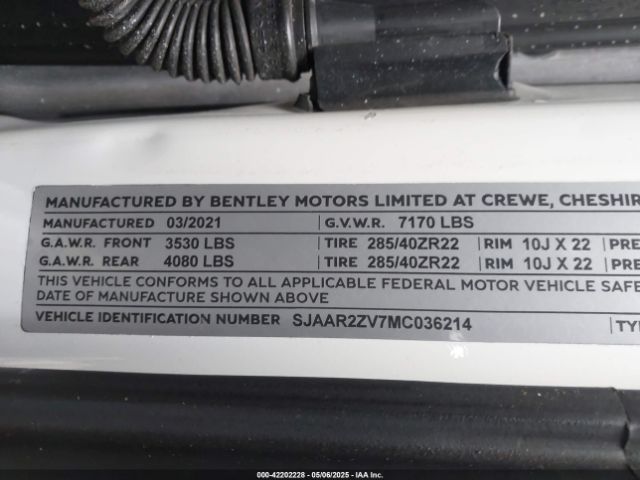 MANUFACTURED BY BENTLEY MOTORS LIMITED AT CREWE, CHESHIR
MANUFACTURED 03/2021 G.V.W.R. 7170 LBS
G.A.W.R. FRONT 3530 LBS TIRE 285/40ZR22 RIM 10J X 22 PRE
G.A.W.R. REAR 4080 LBS TIRE 285/40ZR22 RIM 10J X 22 PRE
THIS VEHICLE CONFORMS TO ALL APPLICABLE FEDERAL MOTOR VEHICLE SAFE
DATE OF MANUFACTURE SHOWN ABOVE
VEHICLE IDENTIFICATION NUMBER SJAAR2ZV7MC036214 TYP
000-42202228 - 05/06/2025 - IAAI.com